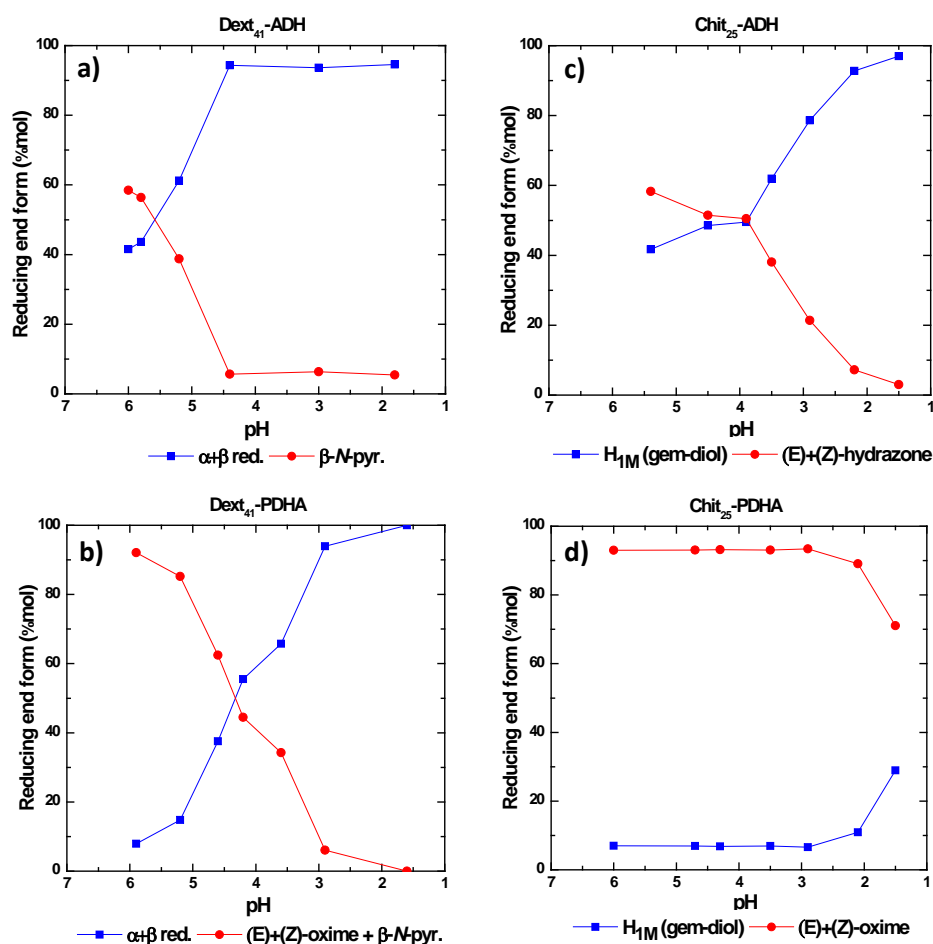 Dext₄₁-ADH
a)
Reducing end form (%mol)
100
80
60
40
20
0
7 6 5 4 3 2 1
pH
α+β red. β-N-pyr.
Chit₂₅-ADH
c)
Reducing end form (%mol)
100
80
60
40
20
0
7 6 5 4 3 2 1
pH
H₁M (gem-diol) (E)+(Z)-hydrazone
Dext₄₁-PDHA
b)
Reducing end form (%mol)
100
80
60
40
20
0
7 6 5 4 3 2 1
pH
α+β red. (E)+(Z)-oxime + β-N-pyr.
Chit₂₅-PDHA
d)
Reducing end form (%mol)
100
80
60
40
20
0
7 6 5 4 3 2 1
pH
H₁M (gem-diol) (E)+(Z)-oxime